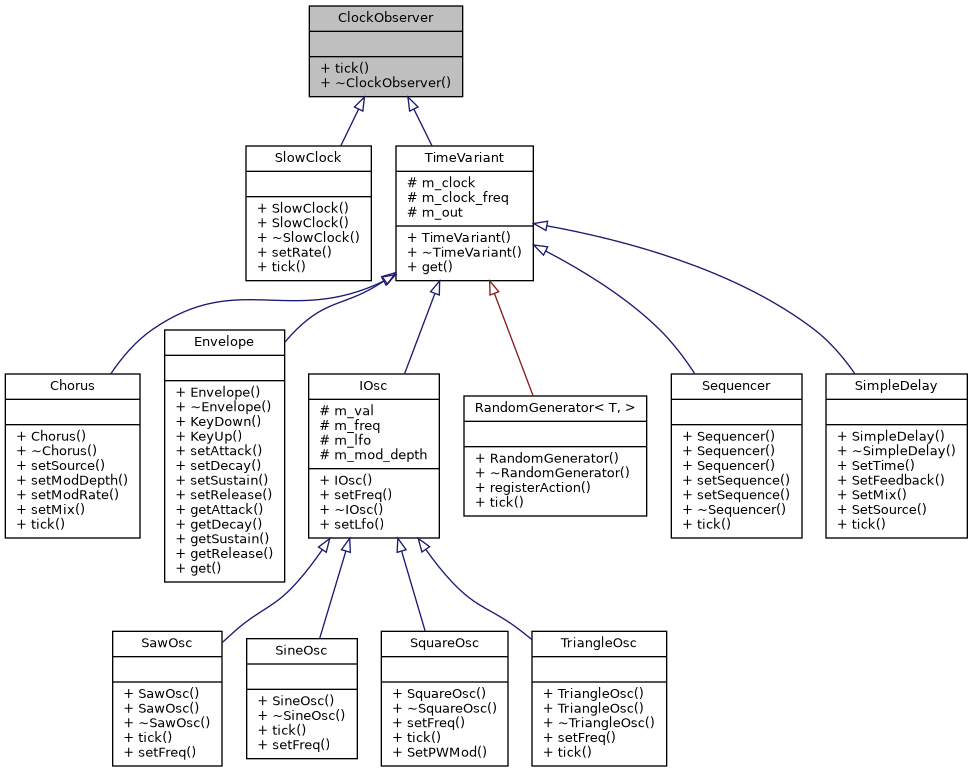 ClockObserver
+ tick()
+ ~ClockObserver()
SlowClock
+ SlowClock()
+ SlowClock()
+ ~SlowClock()
+ setRate()
+ tick()
TimeVariant
# m_clock
# m_clock_freq
# m_out
+ TimeVariant()
+ ~TimeVariant()
+ get()
Chorus
+ Chorus()
+ ~Chorus()
+ setSource()
+ setModDepth()
+ setModRate()
+ setMix()
+ tick()
Envelope
+ Envelope()
+ ~Envelope()
+ KeyDown()
+ KeyUp()
+ setAttack()
+ setDecay()
+ setSustain()
+ setRelease()
+ getAttack()
+ getDecay()
+ getSustain()
+ getRelease()
+ get()
IOsc
# m_val
# m_freq
# m_lfo
# m_mod_depth
+ IOsc()
+ setFreq()
+ ~IOsc()
+ setLfo()
RandomGenerator< T, >
+ RandomGenerator()
+ ~RandomGenerator()
+ registerAction()
+ tick()
Sequencer
+ Sequencer()
+ Sequencer()
+ Sequencer()
+ setSequence()
+ setSequence()
+ ~Sequencer()
+ tick()
SimpleDelay
+ SimpleDelay()
+ ~SimpleDelay()
+ SetTime()
+ SetFeedback()
+ SetMix()
+ SetSource()
+ tick()
SawOsc
+ SawOsc()
+ SawOsc()
+ ~SawOsc()
+ tick()
+ setFreq()
SineOsc
+ SineOsc()
+ ~SineOsc()
+ tick()
+ setFreq()
SquareOsc
+ SquareOsc()
+ ~SquareOsc()
+ setFreq()
+ tick()
+ SetPWMod()
TriangleOsc
+ TriangleOsc()
+ TriangleOsc()
+ ~TriangleOsc()
+ setFreq()
+ tick()